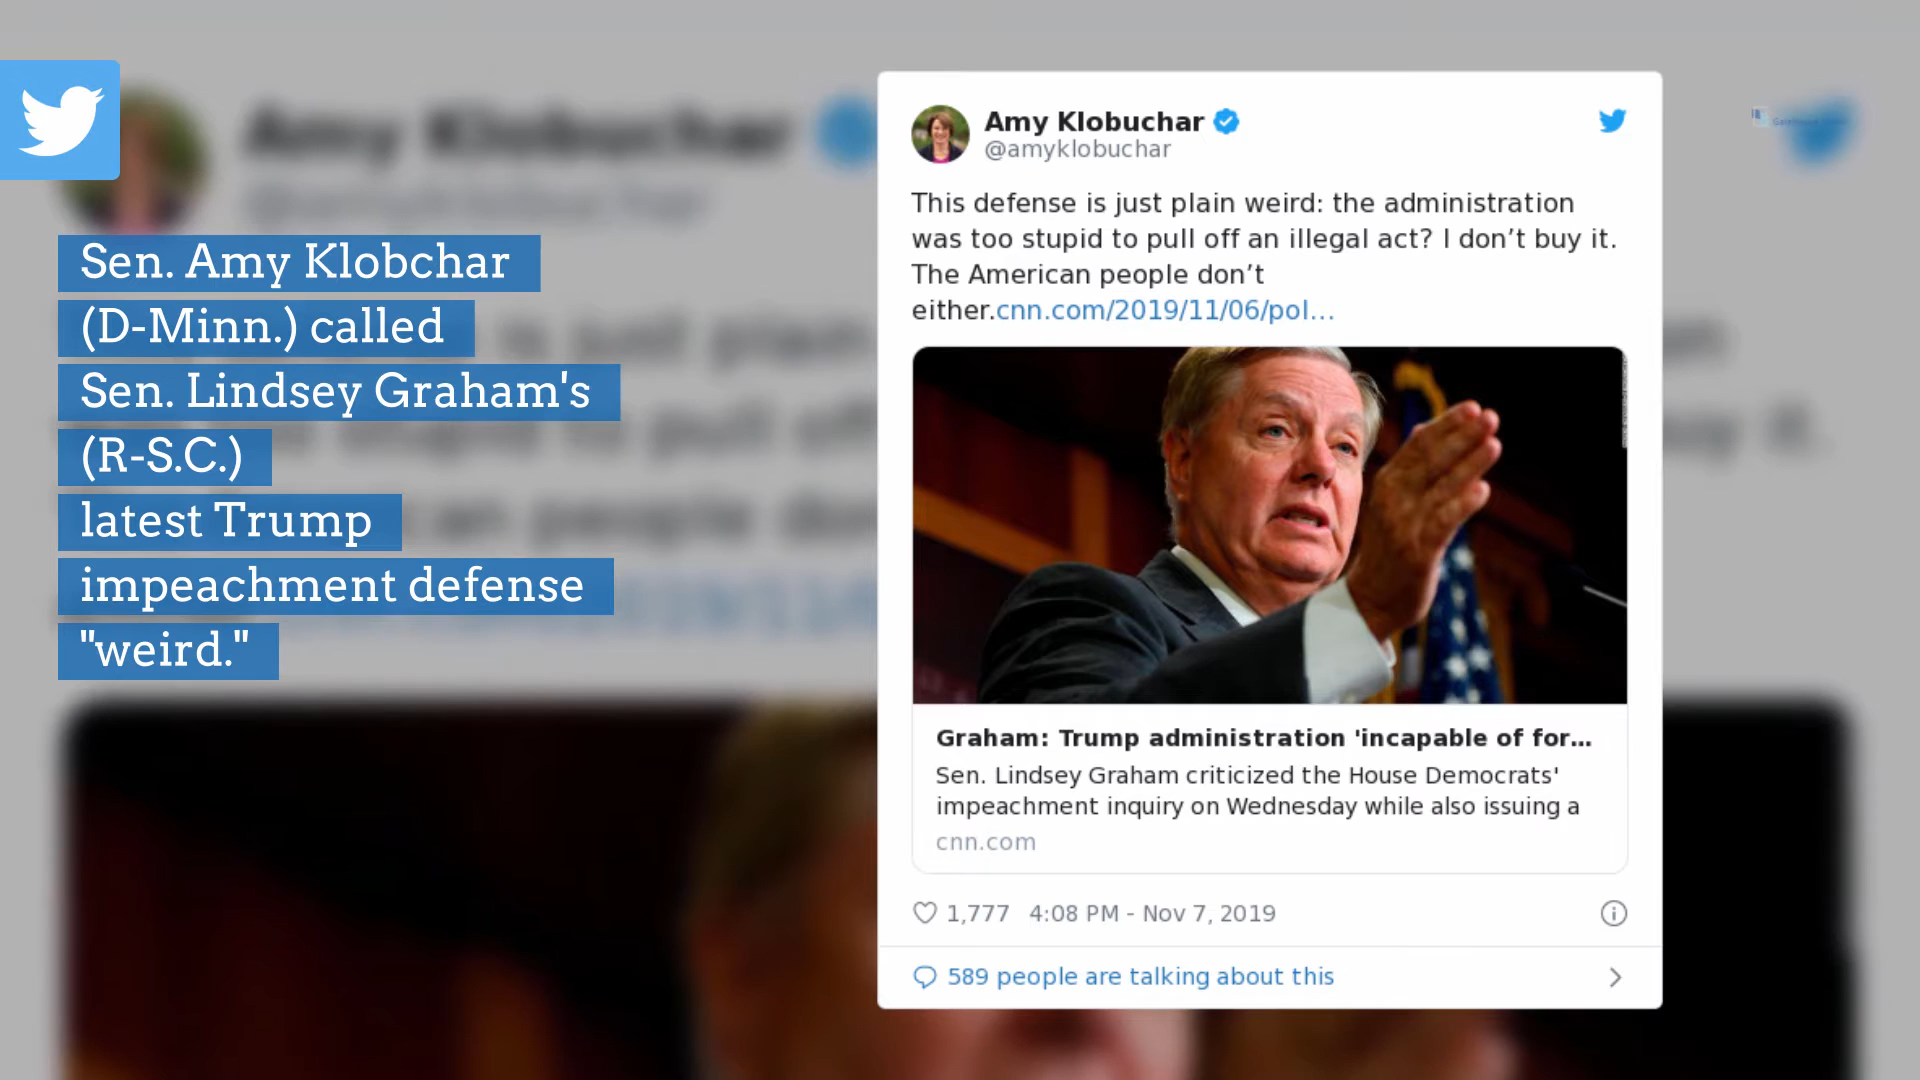 Sen. Amy Klobchar
(D-Minn.) called
Sen. Lindsey Graham's
(R-S.C.)
latest Trump
impeachment defense
"weird."
Amy Klobuchar
@amyklobuchar
This defense is just plain weird: the administration
was too stupid to pull off an illegal act? I don’t buy it.
The American people don’t
either.cnn.com/2019/11/06/pol…
Graham: Trump administration 'incapable of for…
Sen. Lindsey Graham criticized the House Democrats'
impeachment inquiry on Wednesday while also issuing a
cnn.com
1,777 4:08 PM - Nov 7, 2019
589 people are talking about this